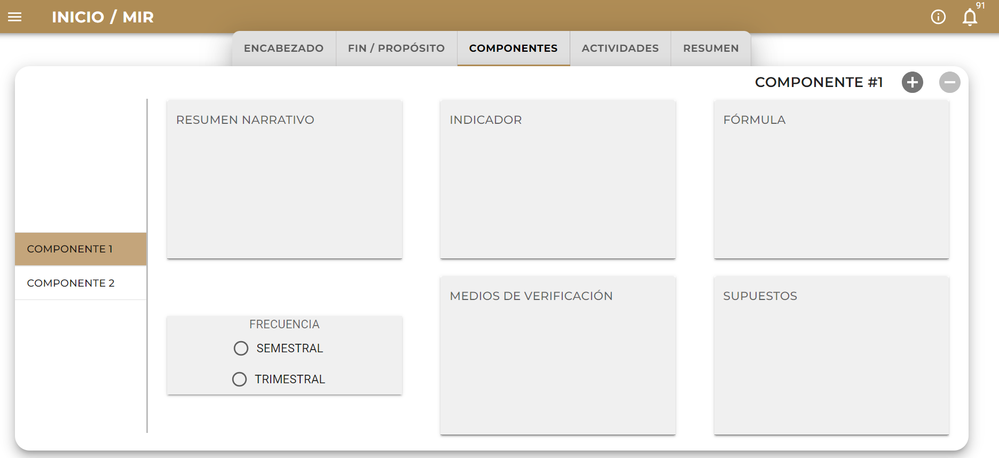 INICIO / MIR
91
ENCABEZADO
FIN / PROPÓSITO
COMPONENTES
ACTIVIDADES
RESUMEN
COMPONENTE #1
COMPONENTE 1
COMPONENTE 2
RESUMEN NARRATIVO
INDICADOR
FÓRMULA
FRECUENCIA
SEMESTRAL
TRIMESTRAL
MEDIOS DE VERIFICACIÓN
SUPUESTOS